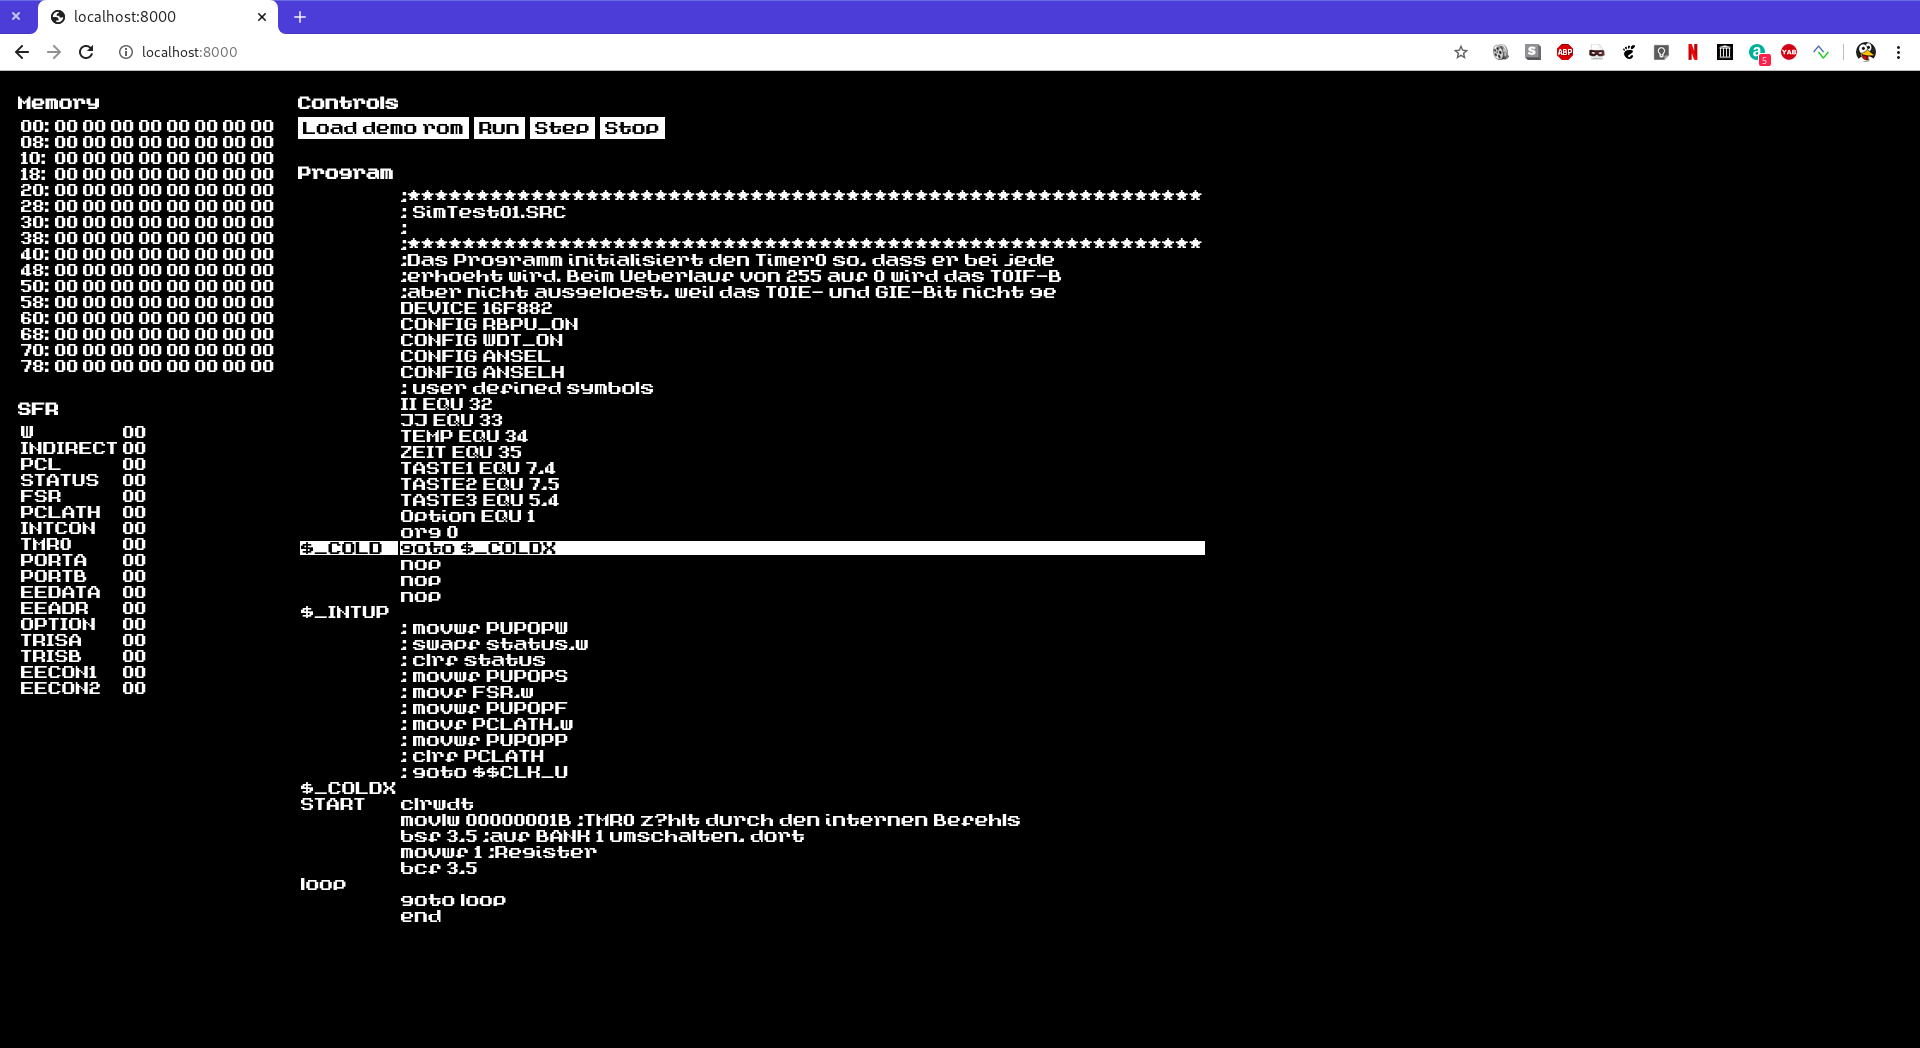 localhost:8000
localhost:8000
Memory
00: 00 00 00 00 00 00 00 00
08: 00 00 00 00 00 00 00 00
10: 00 00 00 00 00 00 00 00
18: 00 00 00 00 00 00 00 00
20: 00 00 00 00 00 00 00 00
28: 00 00 00 00 00 00 00 00
30: 00 00 00 00 00 00 00 00
38: 00 00 00 00 00 00 00 00
40: 00 00 00 00 00 00 00 00
48: 00 00 00 00 00 00 00 00
50: 00 00 00 00 00 00 00 00
58: 00 00 00 00 00 00 00 00
60: 00 00 00 00 00 00 00 00
68: 00 00 00 00 00 00 00 00
70: 00 00 00 00 00 00 00 00
78: 00 00 00 00 00 00 00 00
SFR
W 00
INDIRECT 00
PCL 00
STATUS 00
FSR 00
PCLATH 00
INTCON 00
TMR0 00
PORTA 00
PORTB 00
EEDATA 00
EEADR 00
OPTION 00
TRISA 00
TRISB 00
EECON1 00
EECON2 00
Controls
Load demo rom Run Step Stop
Program
;**********************************************************
; SimTest01.SRC
;
;**********************************************************
;Das Programm initialisiert den Timer0 so, dass er bei jede
;erhoeht wird. Beim Ueberlauf von 255 auf 0 wird das T0IF-B
;aber nicht ausgeloest, weil das T0IE- und GIE-Bit nicht ge
DEVICE 16F882
CONFIG RBPU_ON
CONFIG WDT_ON
CONFIG ANSEL
CONFIG ANSELH
; user defined symbols
II EQU 32
JJ EQU 33
TEMP EQU 34
ZEIT EQU 35
TASTE1 EQU 7.4
TASTE2 EQU 7.5
TASTE3 EQU 5.4
Option EQU 1
org 0
$_COLD goto $_COLDX
nop
nop
nop
$_INTUP
; movwf PUPOPW
; swapf status,w
; clrf status
; movwf PUPOPS
; movf FSR,w
; movwf PUPOPF
; movf PCLATH,w
; movwf PUPOPP
; clrf PCLATH
; goto $$CLK_U
$_COLDX
START clrwdt
movlw 00000001B ;TMR0 z?hlt durch den internen Befehls
bsf 3,5 ;auf BANK 1 umschalten, dort
movwf 1 ;Register
bcf 3,5
loop
goto loop
end
ABP
5
YAB
S
N
a